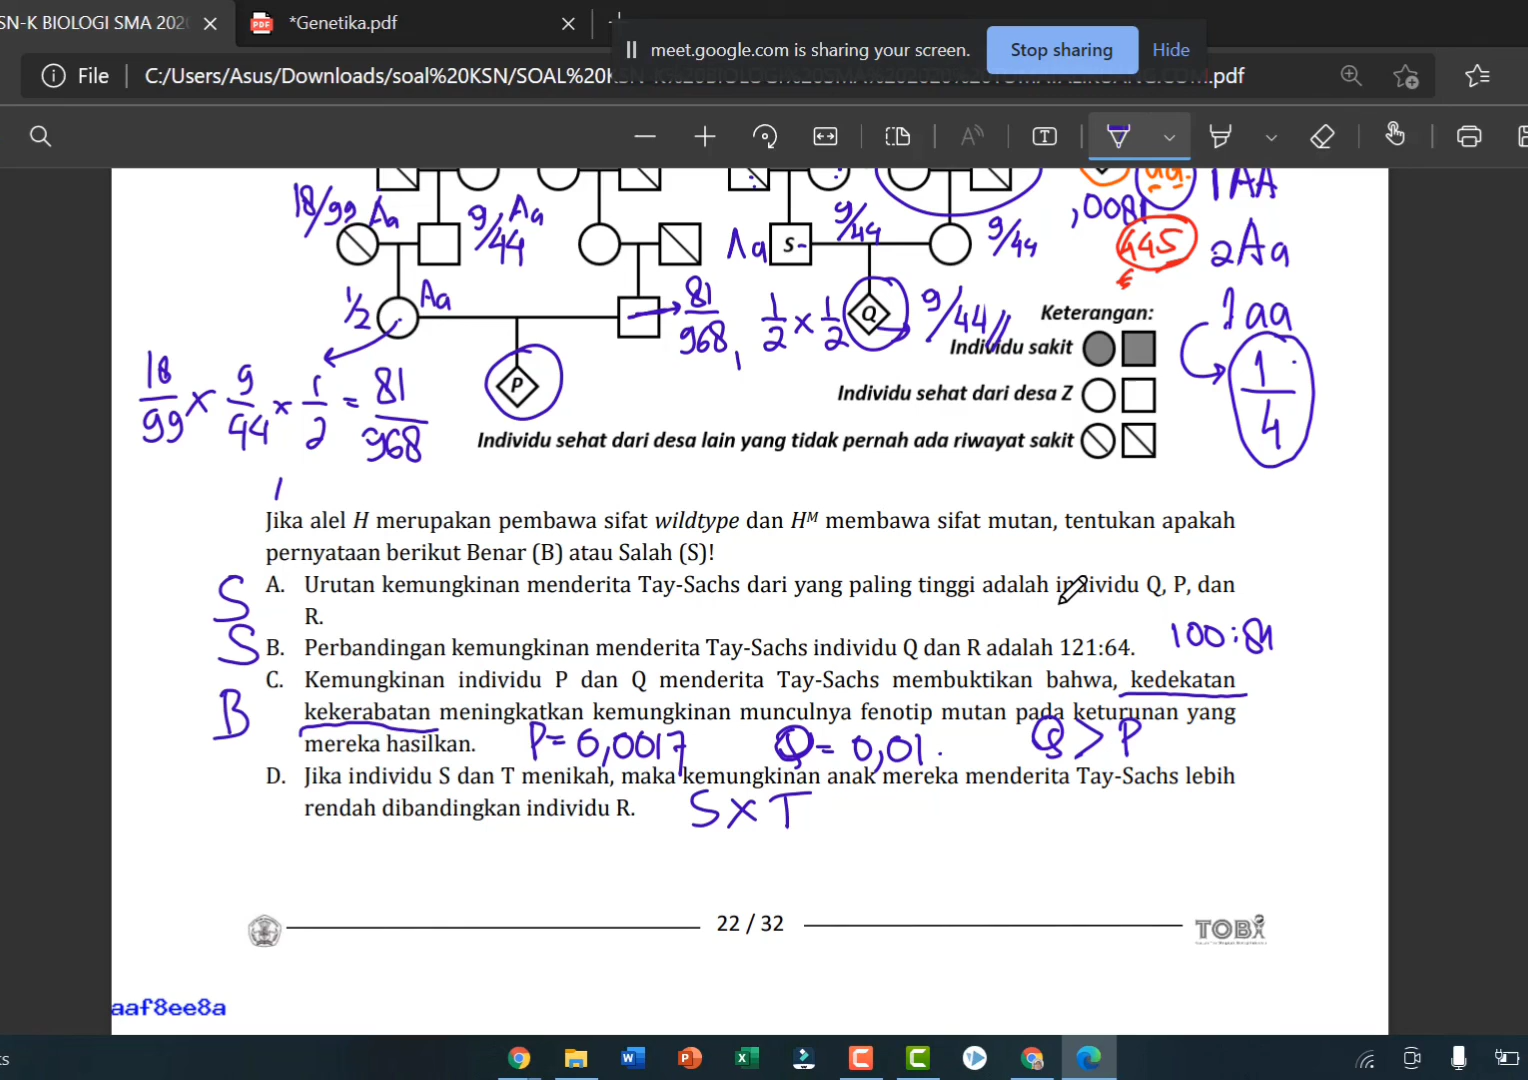 SN-K BIOLOGI SMA 202
*Genetika.pdf
meet.google.com is sharing your screen.
Stop sharing
Hide
File
C:/Users/Asus/Downloads/soal%20KSN/SOAL%20K
.pdf
18/99 Aa
9/44 Aa
Aa
S-
9/44
9/44
,0081
1AA
445
2Aa
1/2
Aa
81/968
1/2 x 1/2
Q
9/44
1aa
Keterangan:
Individu sakit
1/4
18/99 x 9/44 x 1/2 = 81/968
P
Individu sehat dari desa Z
Individu sehat dari desa lain yang tidak pernah ada riwayat sakit
Jika alel H merupakan pembawa sifat wildtype dan Hᴹ membawa sifat mutan, tentukan apakah
pernyataan berikut Benar (B) atau Salah (S)!
S A. Urutan kemungkinan menderita Tay-Sachs dari yang paling tinggi adalah individu Q, P, dan
R.
S B. Perbandingan kemungkinan menderita Tay-Sachs individu Q dan R adalah 121:64. 100:81
B C. Kemungkinan individu P dan Q menderita Tay-Sachs membuktikan bahwa, kedekatan
kekerabatan meningkatkan kemungkinan munculnya fenotip mutan pada keturunan yang
mereka hasilkan. P= 0,0017 Q= 0,01. Q > P
D. Jika individu S dan T menikah, maka kemungkinan anak mereka menderita Tay-Sachs lebih
rendah dibandingkan individu R. S x T
22 / 32
TOBI
aaf8ee8a